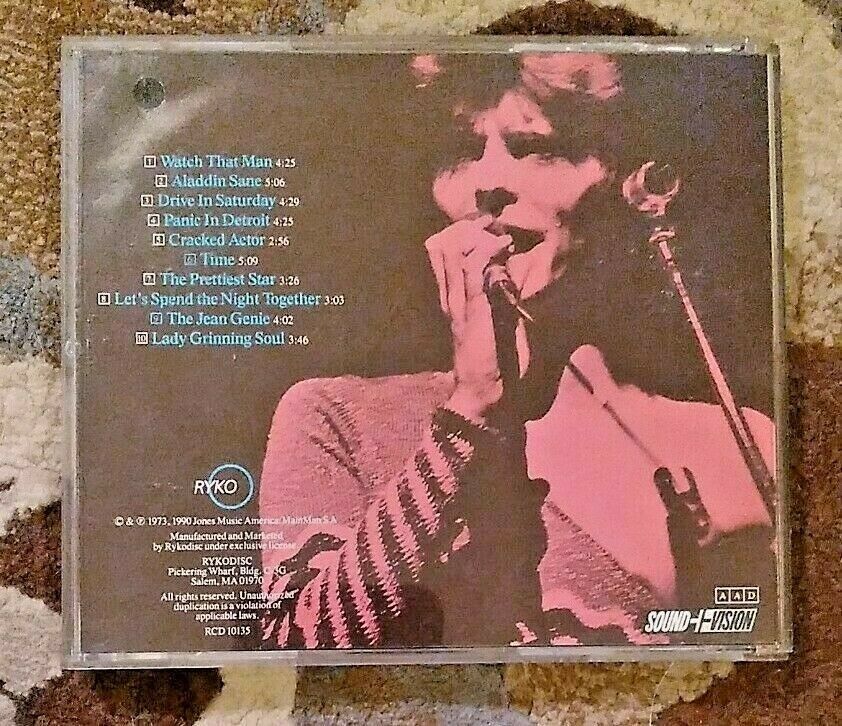 1 Watch That Man 4:25
2 Aladdin Sane 5:06
3 Drive In Saturday 4:29
4 Panic In Detroit 4:25
5 Cracked Actor 2:56
6 Time 5:09
7 The Prettiest Star 3:26
8 Let's Spend the Night Together 3:03
9 The Jean Genie 4:02
10 Lady Grinning Soul 3:46
RYKO
© & ℗ 1973, 1990 Jones Music America/MainMan S.A.
Manufactured and Marketed
by Rykodisc under exclusive license
RYKODISC
Pickering Wharf, Bldg. C-3G
Salem, MA 01970
All rights reserved. Unauthorized
duplication is a violation of
applicable laws.
RCD 10135
AAD
SOUND+VISION